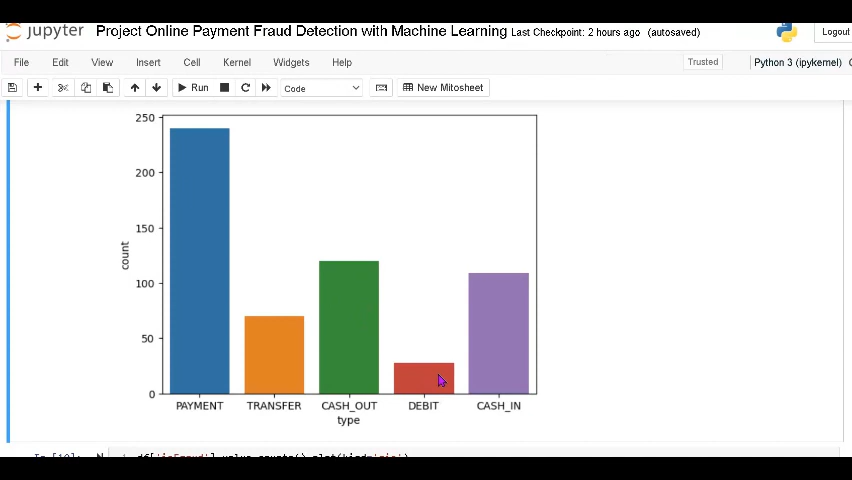 jupyter Project Online Payment Fraud Detection with Machine Learning Last Checkpoint: 2 hours ago (autosaved) Logout
File Edit View Insert Cell Kernel Widgets Help Trusted Python 3 (ipykernel)
Run Code New Mitosheet
250
200
150
100
50
0
count
PAYMENT TRANSFER CASH_OUT DEBIT CASH_IN
type